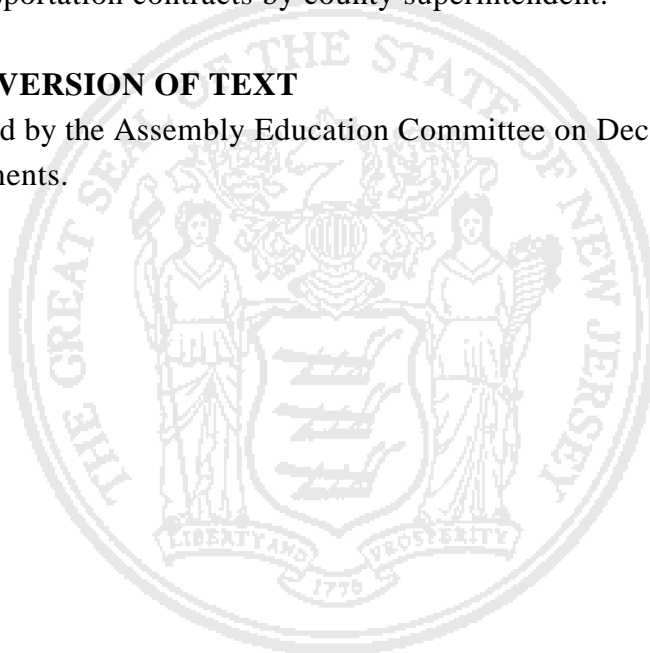 sportation contracts by county superintendent.
VERSION OF TEXT
d by the Assembly Education Committee on Dec
ments.
THE GREAT SEAL OF THE STATE OF NEW JERSEY
LIBERTY AND PROSPERITY
1776